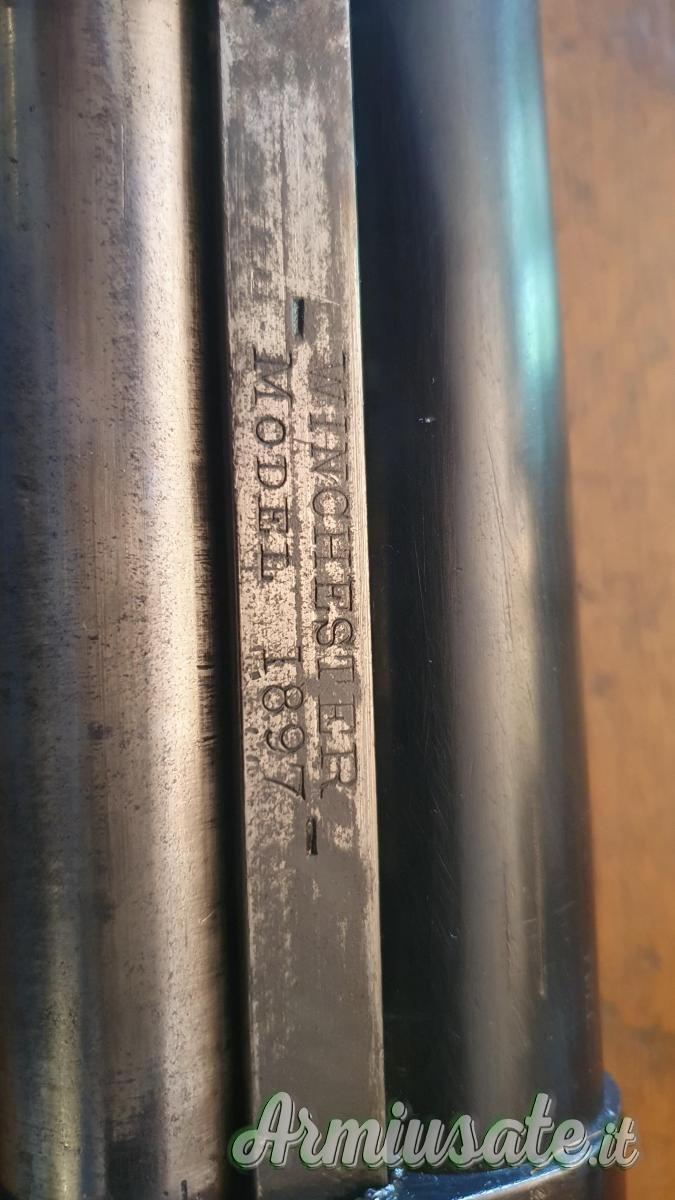 - WINCHESTER -
MODEL 1897
Armiusate.it